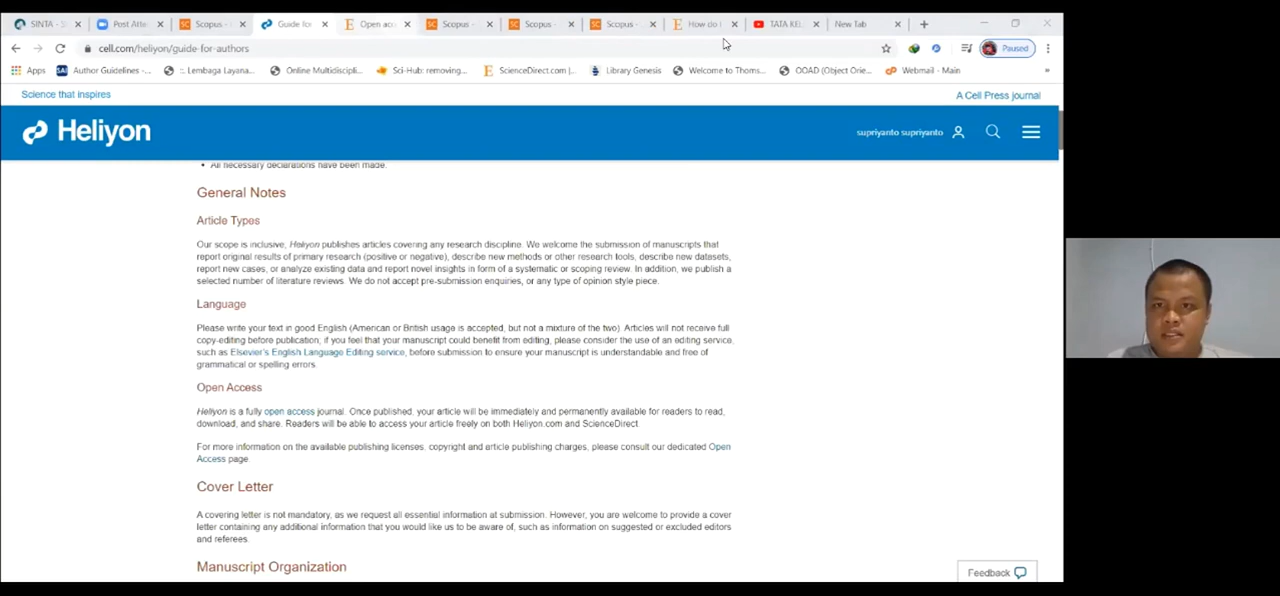 SINTA - S
Post Atte
Scopus -
Guide for
Open acc
Scopus -
Scopus -
Scopus -
How do I
TATA KEL
New Tab
cell.com/heliyon/guide-for-authors
Paused
Apps
SAI
Author Guidelines -...
:: Lembaga Layana...
Online Multidiscipli...
Sci-Hub: removing...
ScienceDirect.com |...
Library Genesis
Welcome to Thoms...
OOAD (Object Orie...
Webmail - Main
»
Science that inspires
A Cell Press journal
Heliyon
supriyanto supriyanto
• All necessary declarations have been made.
General Notes
Article Types
Our scope is inclusive, Heliyon publishes articles covering any research discipline. We welcome the submission of manuscripts that
report original results of primary research (positive or negative), describe new methods or other research tools, describe new datasets,
report new cases, or analyze existing data and report novel insights in form of a systematic or scoping review. In addition, we publish a
selected number of literature reviews. We do not accept pre-submission enquiries, or any type of opinion style piece.
Language
Please write your text in good English (American or British usage is accepted, but not a mixture of the two). Articles will not receive full
copy-editing before publication; if you feel that your manuscript could benefit from editing, please consider the use of an editing service,
such as Elsevier's English Language Editing service, before submission to ensure your manuscript is understandable and free of
grammatical or spelling errors.
Open Access
Heliyon is a fully open access journal. Once published, your article will be immediately and permanently available for readers to read,
download, and share. Readers will be able to access your article freely on both Heliyon.com and ScienceDirect.
For more information on the available publishing licenses, copyright and article publishing charges, please consult our dedicated Open
Access page.
Cover Letter
A covering letter is not mandatory, as we request all essential information at submission. However, you are welcome to provide a cover
letter containing any additional information that you would like us to be aware of, such as information on suggested or excluded editors
and referees.
Manuscript Organization
Feedback